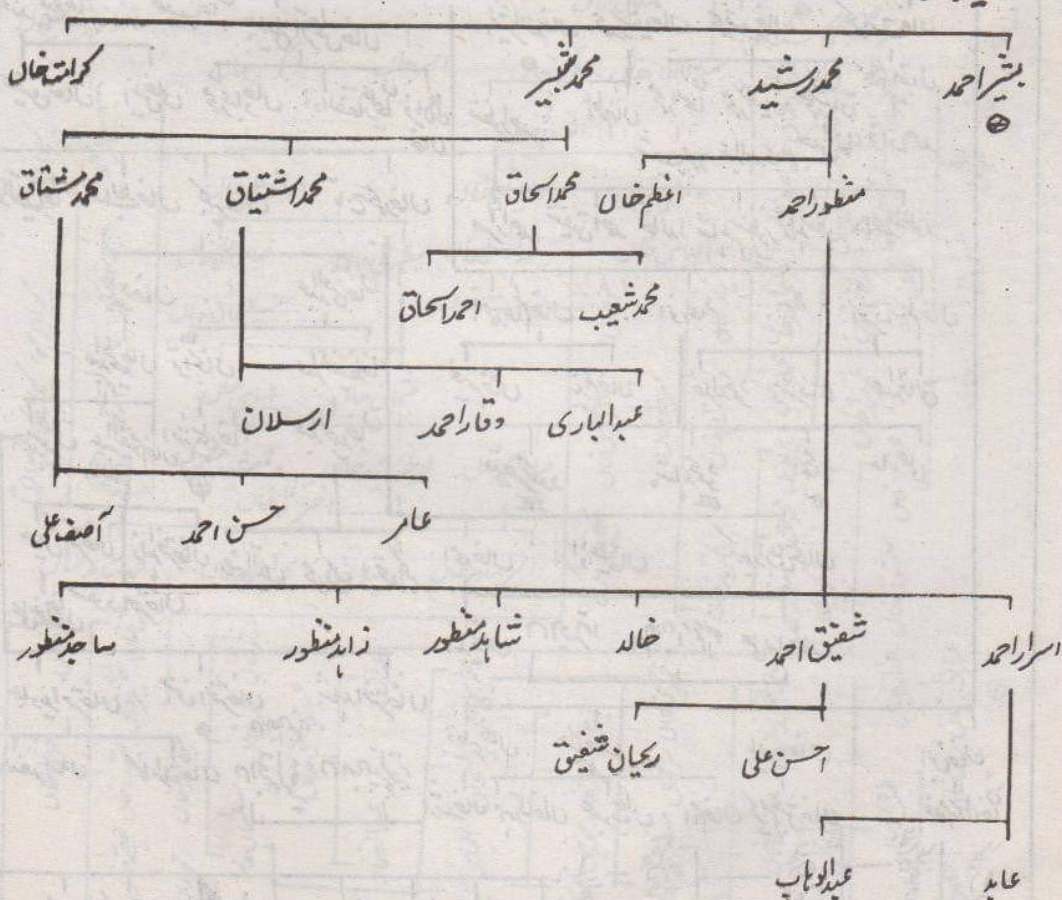 بشیر احمد محمد رشید محمد شبیر کرامت خاں
منظور احمد اعظم خاں محمد اسحاق محمد اشتیاق محمد مشتاق
محمد شعیب احمد اسحاق
عبدالباری وقار احمد ارسلان
عامر حسن احمد آصف علی
اسرار احمد شفیق احمد خالد شاہد منظور زاہد منظور ساجد منظور
احسن علی ریحان شفیق
عابد عبدالوہاب